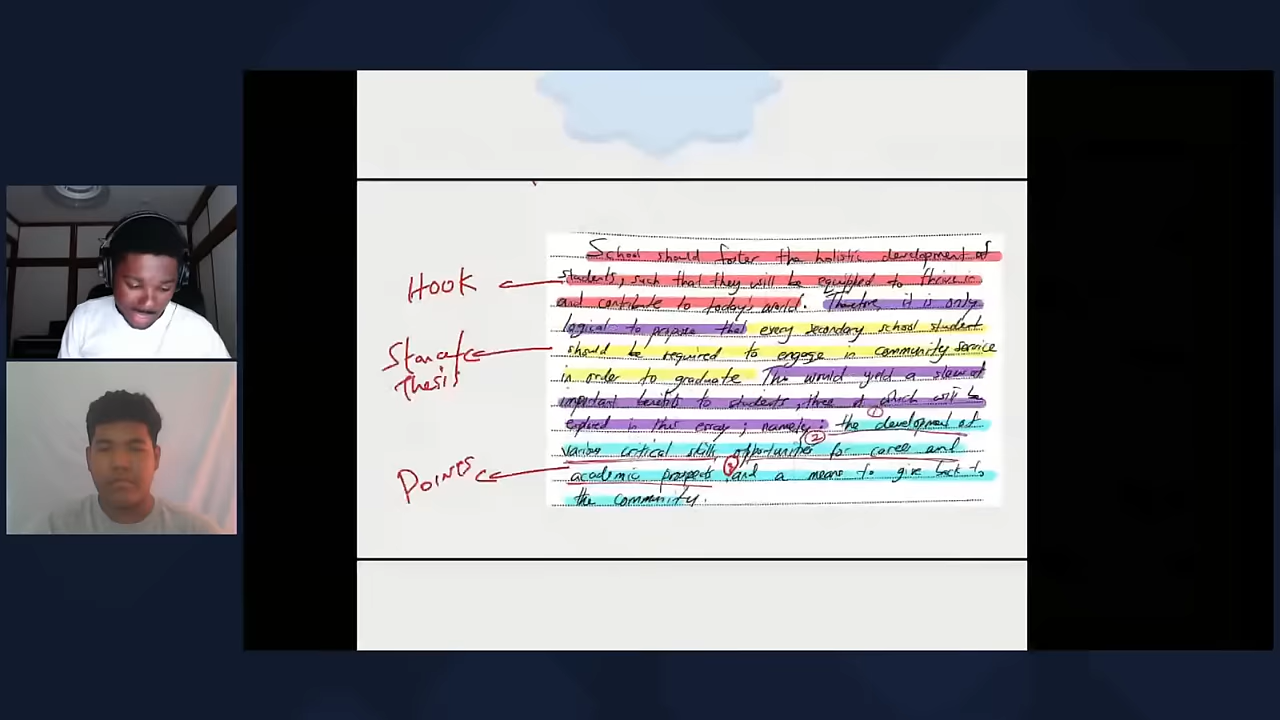 HOOK
Stance/
Thesis
POINTS
School should foster the holistic development of
students, such that they will be equipped to thrive in
and contribute to today's world. Therefore, it is only
logical to propose that every secondary school student
should be required to engage in community service
in order to graduate This would yield a slew of
important benefits to students, three of which will be
explored in this essay; namely: the development of
1
2
various critical skills, opportunities for career and
3
academic prospects, and a means to give back to
the community.